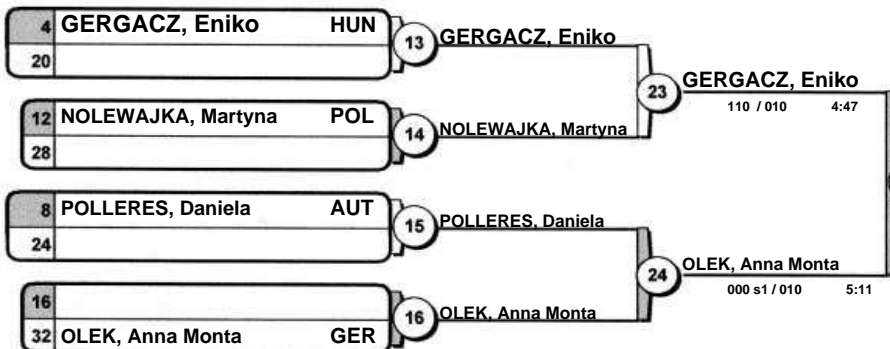 4 GERGACZ, Eniko HUN
20
13 GERGACZ, Eniko
23 GERGACZ, Eniko
110 / 010 4:47
12 NOLEWAJKA, Martyna POL
28
14 NOLEWAJKA, Martyna
8 POLLERES, Daniela AUT
24
15 POLLERES, Daniela
24 OLEK, Anna Monta
000 s1 / 010 5:11
16
32 OLEK, Anna Monta GER
16 OLEK, Anna Monta